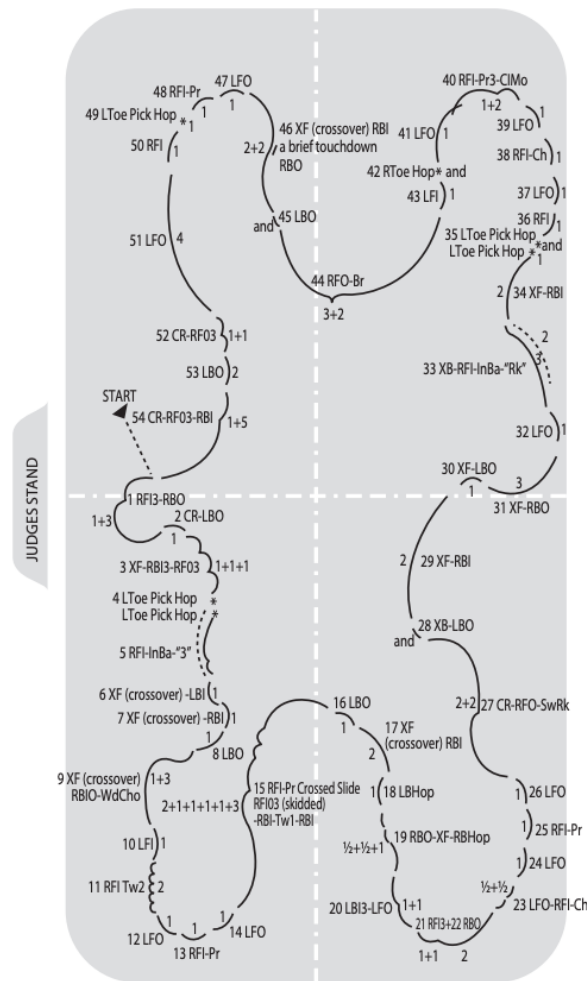 47 LFO
40 RFI-Pr3-ClMo
48 RFI-Pr
1
1+2
49 LToe Pick Hop
* 1
1
39 LFO
1
46 XF (crossover) RBI
a brief touchdown
RBO
2+2
41 LFO
1
50 RFI
1
38 RFI-Ch
1
42 RToe Hop* and
43 LFI
1
37 LFO
1
36 RFI
1
45 LBO
and
35 LToe Pick Hop
LToe Pick Hop
*and
*
1
51 LFO
4
44 RFO-Br
3+2
2
34 XF-RBI
52 CR-RF03
1+1
2
3
33 XB-RFI-InBa-"Rk"
53 LBO
2
START
54 CR-RF03-RBI
1+5
32 LFO
1
30 XF-LBO
1
3
31 XF-RBO
JUDGES STAND
1 RFI3-RBO
1+3
2 CR-LBO
1
3 XF-RBI3-RF03
1+1+1
2
29 XF-RBI
4 LToe Pick Hop
*
LToe Pick Hop
*
28 XB-LBO
and
5 RFI-InBa-"3"
6 XF (crossover) -LBI
1
7 XF (crossover) -RBI
1
1
8 LBO
16 LBO
1
2+2
27 CR-RFO-SwRk
17 XF
(crossover) RBI
2
9 XF (crossover)
RBIO-WdCho
1+3
15 RFI-Pr Crossed Slide
RFI03 (skidded)
-RBI-Tw1-RBI
2+1+1+1+1+3
1
18 LBHop
1
26 LFO
10 LFI
1
19 RBO-XF-RBHop
½+½+1
1
25 RFI-Pr
1
24 LFO
11 RFI Tw2
2
½+½
23 LFO-RFI-Ch
20 LBI3-LFO
1+1
21 RFI3+22 RBO
1+1
2
12 LFO
1
1
13 RFI-Pr
1
14 LFO